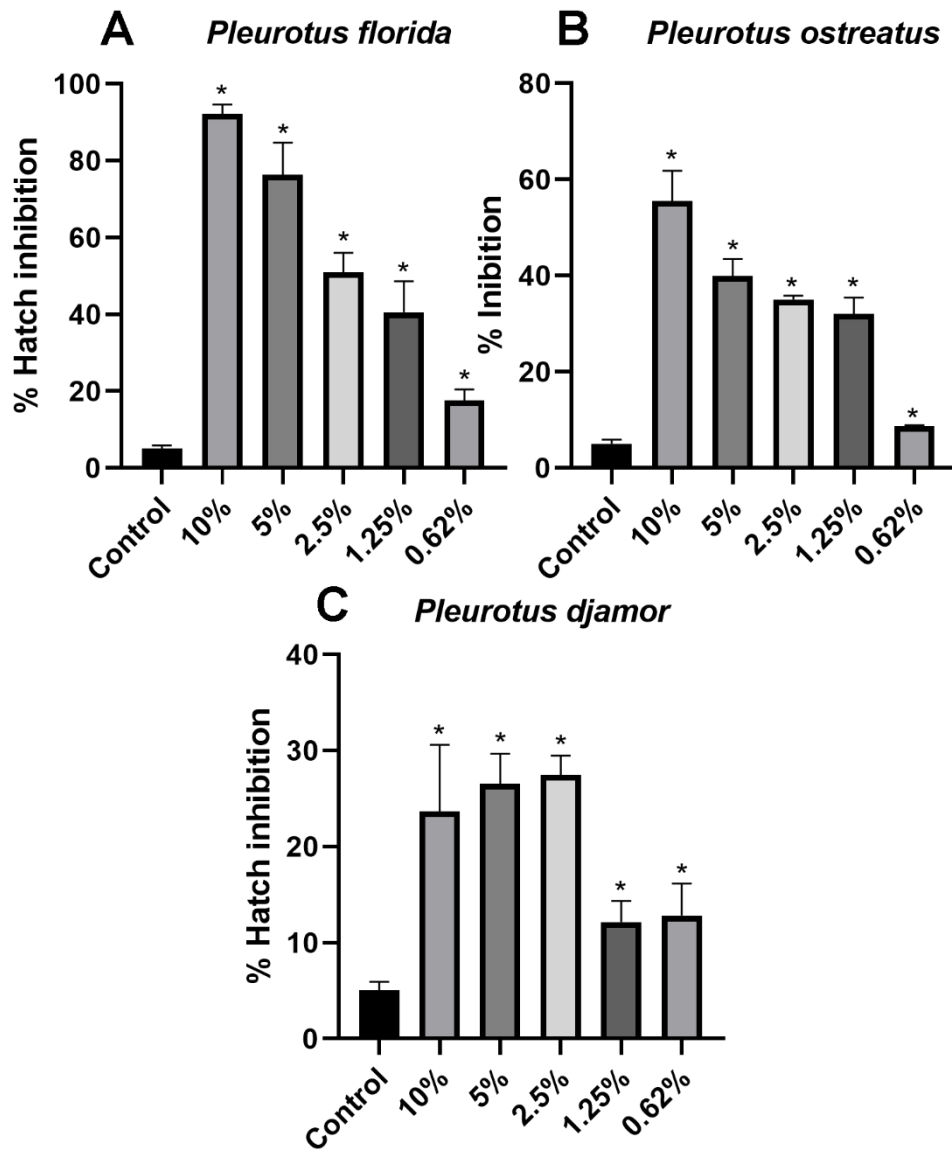 A Pleurotus florida
% Hatch inhibition
100
80
60
40
20
0
* * * * *
Control 10% 5% 2.5% 1.25% 0.62%
B Pleurotus ostreatus
% Inibition
80
60
40
20
0
* * * * *
Control 10% 5% 2.5% 1.25% 0.62%
C Pleurotus djamor
% Hatch inhibition
40
30
20
10
0
* * * * *
Control 10% 5% 2.5% 1.25% 0.62%